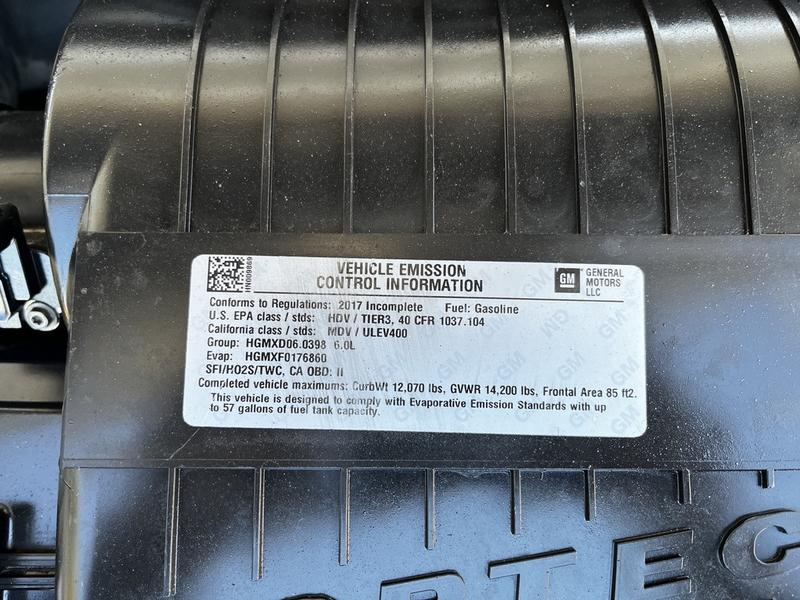 VEHICLE EMISSION
CONTROL INFORMATION
HN009869
GM
GENERAL
MOTORS
LLC
Conforms to Regulations: 2017 Incomplete Fuel: Gasoline
U.S. EPA class / stds: HDV / TIER3, 40 CFR 1037.104
California class / stds: MDV / ULEV400
Group: HGMXD06.0398 6.0L
Evap: HGMXF0176860
SFI/HO2S/TWC, CA OBD: II
Completed vehicle maximums: CurbWt 12,070 lbs, GVWR 14,200 lbs, Frontal Area 85 ft2.
This vehicle is designed to comply with Evaporative Emission Standards with up
to 57 gallons of fuel tank capacity.
ORTEC